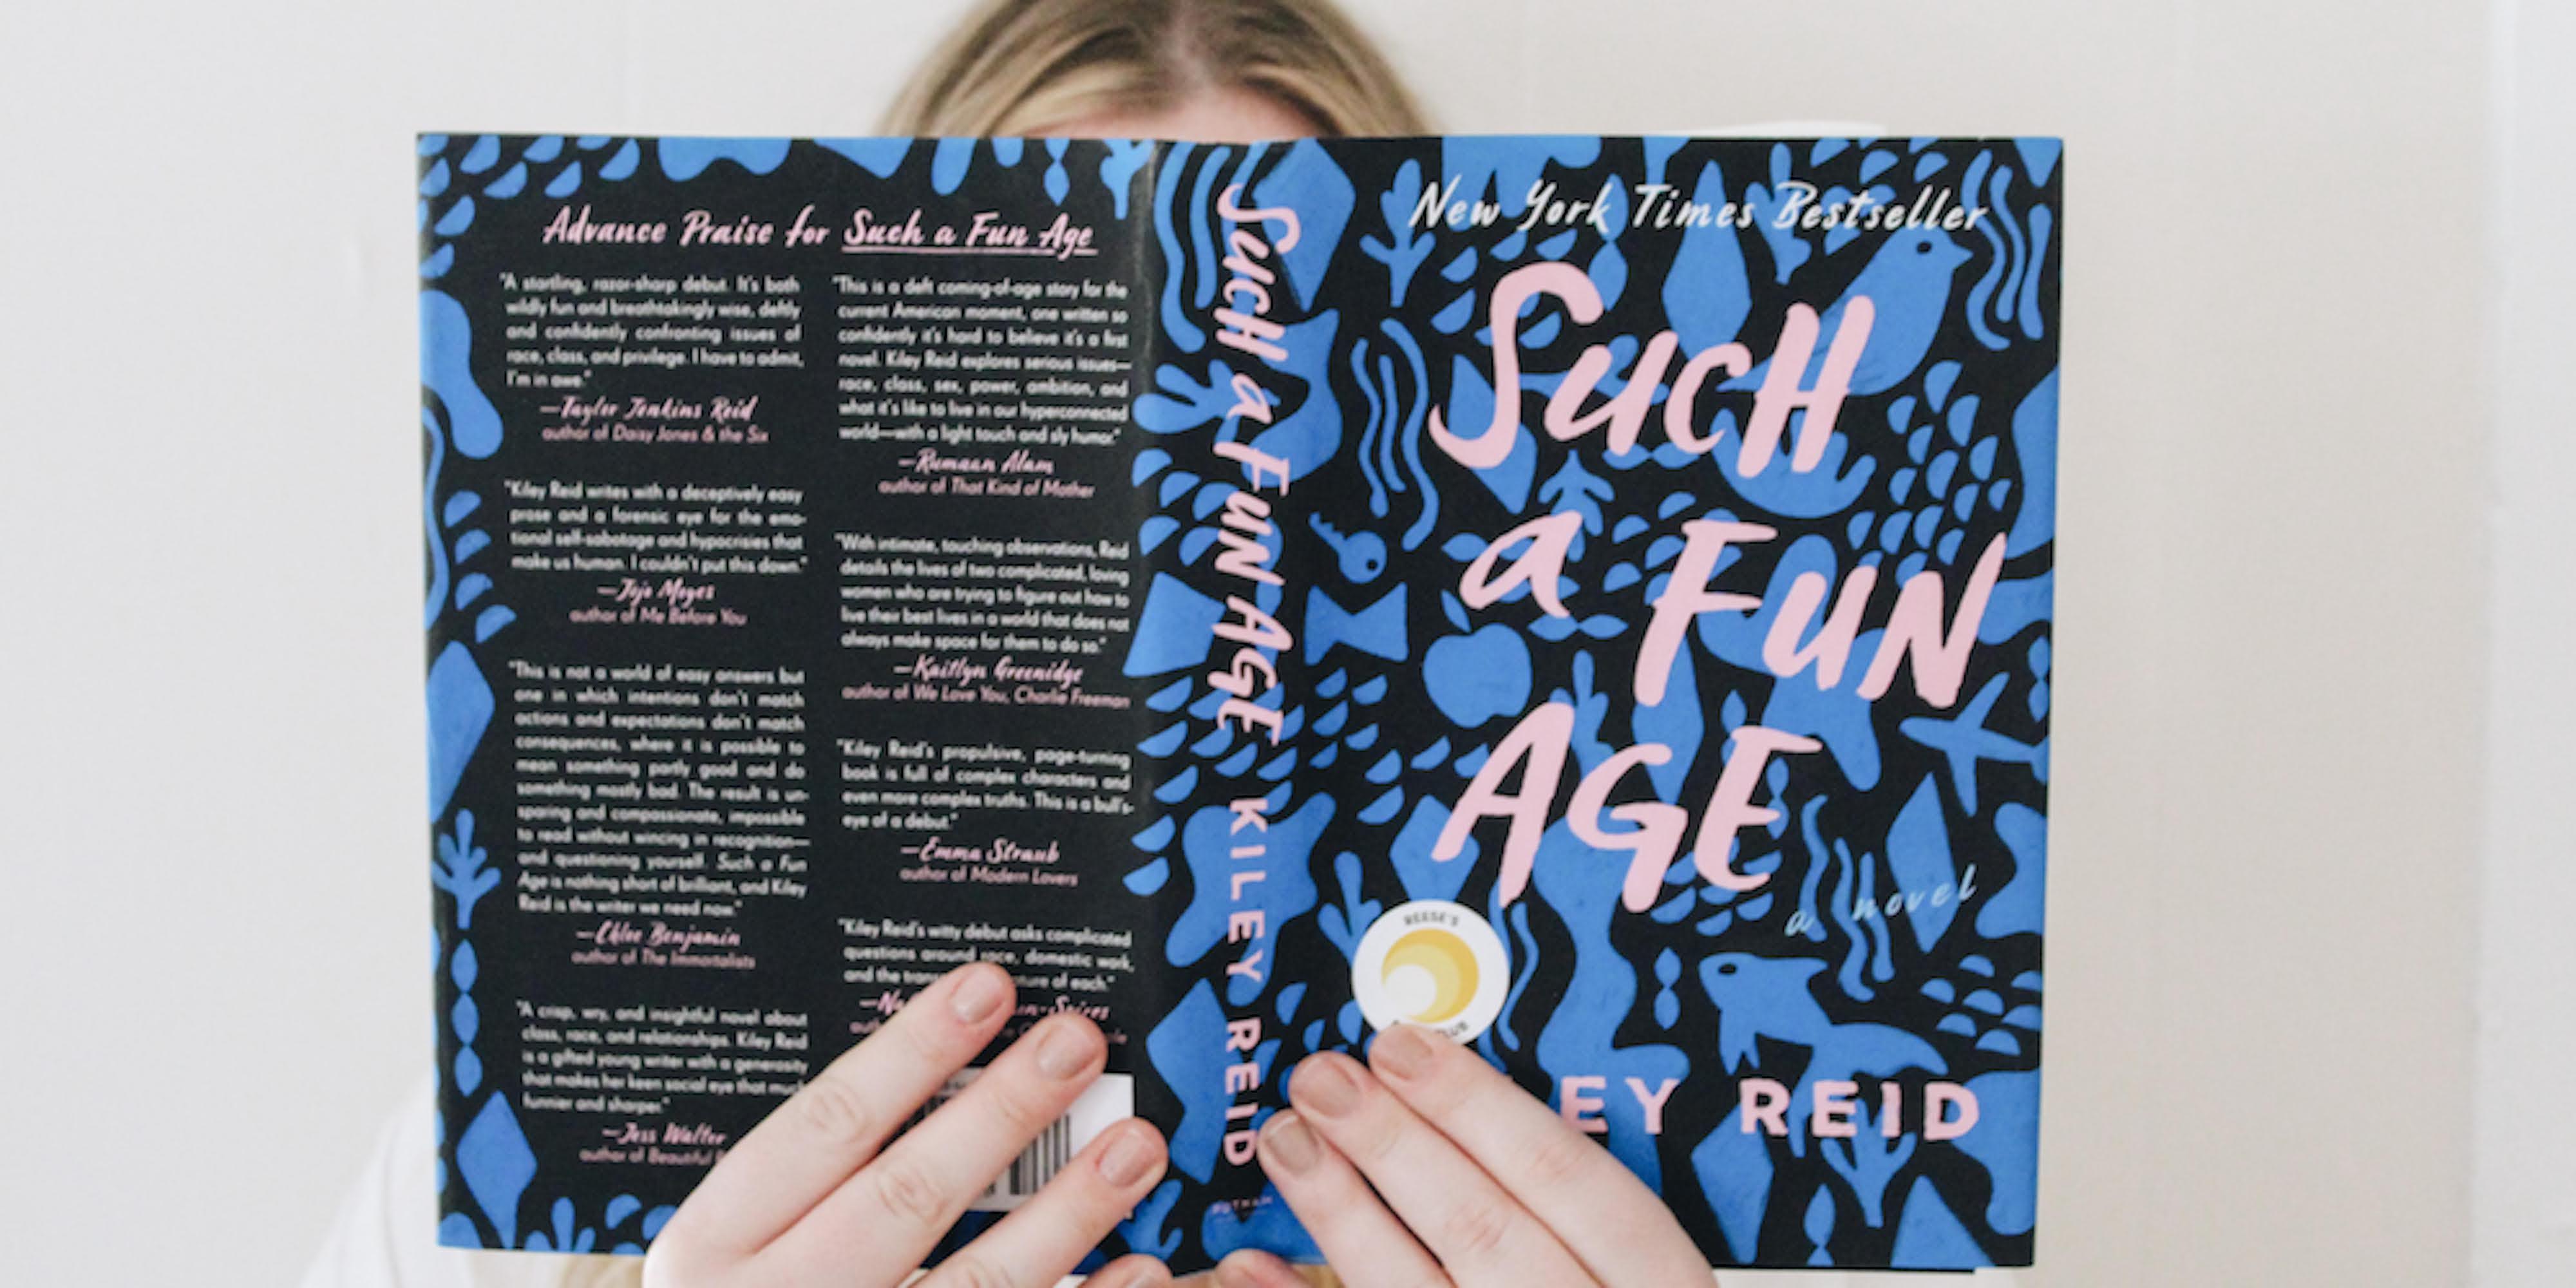 Advance Praise for Such a Fun Age
"A startling, razor-sharp debut. It's both
wildly fun and breathtakingly wise, deftly
and confidently confronting issues of
race, class, and privilege. I have to admit,
I'm in awe."
—Taylor Jenkins Reid
author of Daisy Jones & the Six
"Kiley Reid writes with a deceptively easy
prose and a forensic eye for the emo-
tional self-sabotage and hypocrisies that
make us human. I couldn't put this down."
—Jojo Moyes
author of Me Before You
"This is not a world of easy answers but
one in which intentions don't match
actions and expectations don't match
consequences, where it is possible to
mean something partly good and do
something mostly bad. The result is un-
sparing and compassionate, impossible
to read without wincing in recognition—
and questioning yourself. Such a Fun
Age is nothing short of brilliant, and Kiley
Reid is the writer we need now."
—Chloe Benjamin
author of The Immortalists
"A crisp, wry, and insightful novel about
class, race, and relationships. Kiley Reid
is a gifted young writer with a generosity
that makes her keen social eye that much
funnier and sharper."
—Jess Walter
author of Beautiful
"This is a deft coming-of-age story for the
current American moment, one written so
confidently it's hard to believe it's a first
novel. Kiley Reid explores serious issues—
race, class, sex, power, ambition, and
what it's like to live in our hyperconnected
world—with a light touch and sly humor."
—Rumaan Alam
author of That Kind of Mother
"With intimate, touching observations, Reid
details the lives of two complicated, loving
women who are trying to figure out how to
live their best lives in a world that does not
always make space for them to do so."
—Kaitlyn Greenidge
author of We Love You, Charlie Freeman
"Kiley Reid's propulsive, page-turning
book is full of complex characters and
even more complex truths. This is a bull's-
eye of a debut."
—Emma Straub
author of Modern Lovers
"Kiley Reid's witty debut asks complicated
questions around race, domestic work,
and the of each."
SUCH a FUN AGE KILEY REID
PUTNAM
New York Times Bestseller
SUCH
a FUN
AGE
a novel
REESE'S
EY REID